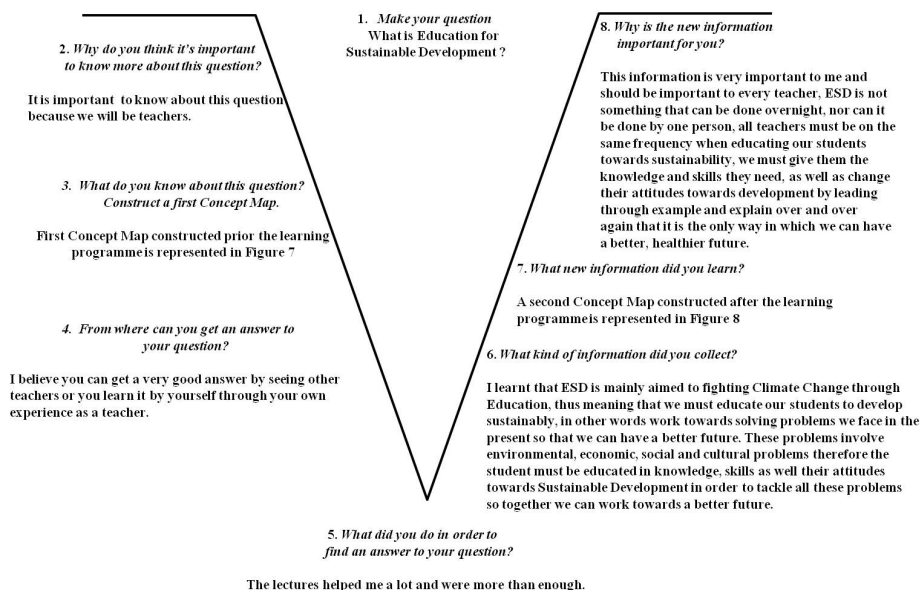 1. Make your question
What is Education for
Sustainable Development ?
2. Why do you think it's important
to know more about this question?
It is important to know about this question
because we will be teachers.
3. What do you know about this question?
Construct a first Concept Map.
First Concept Map constructed prior the learning
programme is represented in Figure 7
4. From where can you get an answer to
your question?
I believe you can get a very good answer by seeing other
teachers or you learn it by yourself through your own
experience as a teacher.
5. What did you do in order to
find an answer to your question?
The lectures helped me a lot and were more than enough.
6. What kind of information did you collect?
I learnt that ESD is mainly aimed to fighting Climate Change through
Education, thus meaning that we must educate our students to develop
sustainably, in other words work towards solving problems we face in the
present so that we can have a better future. These problems involve
environmental, economic, social and cultural problems therefore the
student must be educated in knowledge, skills as well their attitudes
towards Sustainable Development in order to tackle all these problems
so together we can work towards a better future.
7. What new information did you learn?
A second Concept Map constructed after the learning
programme is represented in Figure 8
8. Why is the new information
important for you?
This information is very important to me and
should be important to every teacher, ESD is not
something that can be done overnight, nor can it
be done by one person, all teachers must be on the
same frequency when educating our students
towards sustainability, we must give them the
knowledge and skills they need, as well as change
their attitudes towards development by leading
through example and explain over and over
again that it is the only way in which we can have
a better, healthier future.